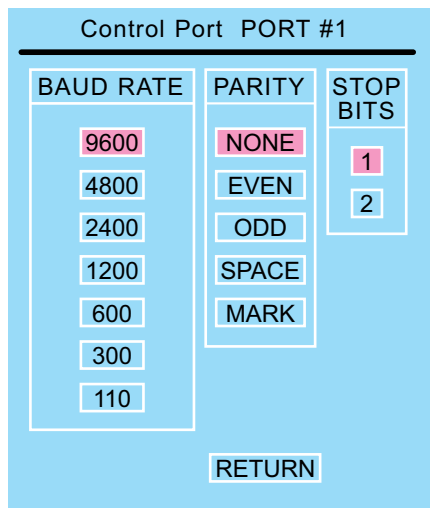 Control Port PORT #1
BAUD RATE
9600
4800
2400
1200
600
300
110
PARITY
NONE
EVEN
ODD
SPACE
MARK
STOP
BITS
1
2
RETURN